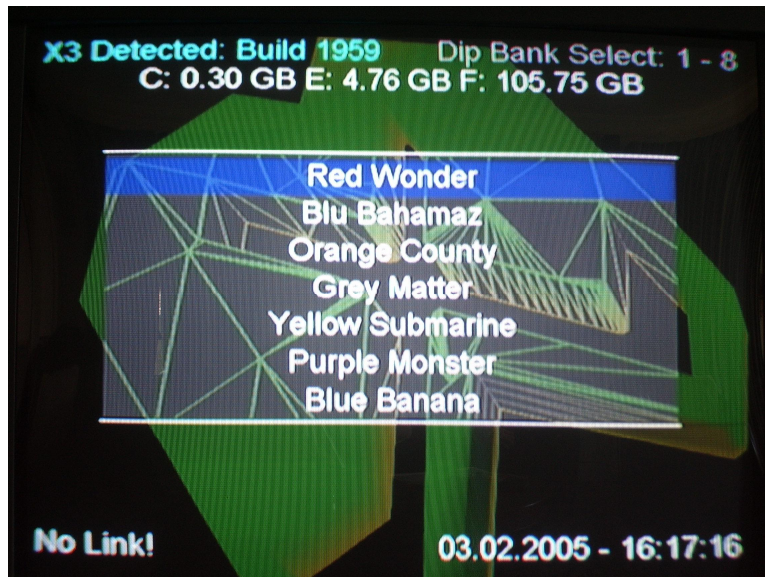 X3 Detected: Build 1959 Dip Bank Select: 1 - 8
C: 0.30 GB E: 4.76 GB F: 105.75 GB
Red Wonder
Blu Bahamaz
Orange County
Grey Matter
Yellow Submarine
Purple Monster
Blue Banana
No Link! 03.02.2005 - 16:17:16